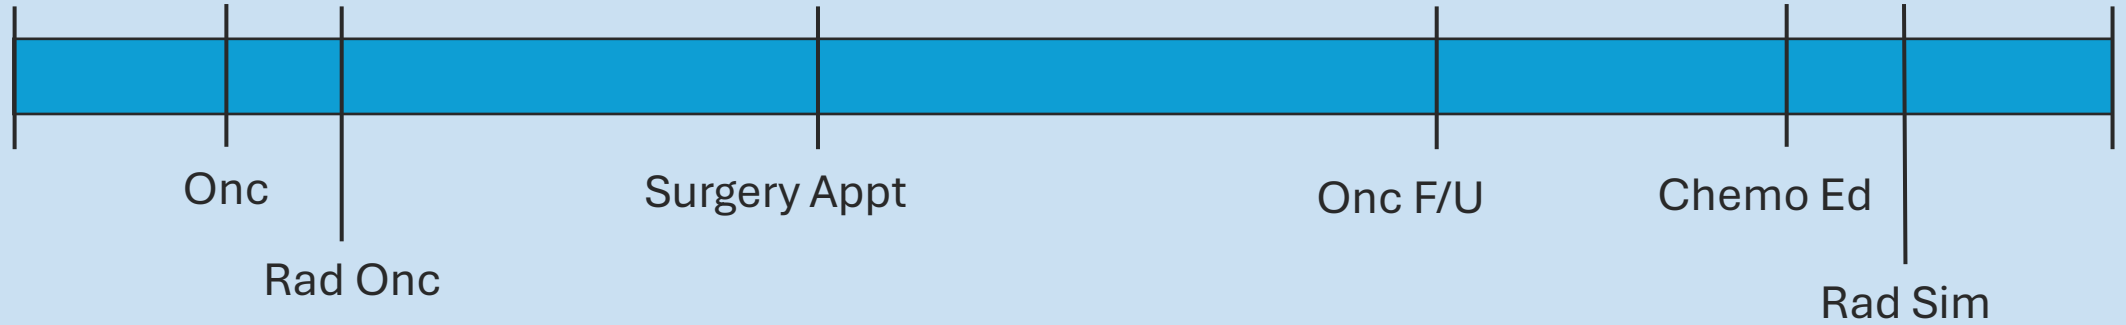 Onc
Rad Onc
Surgery Appt
Onc F/U
Chemo Ed
Rad Sim